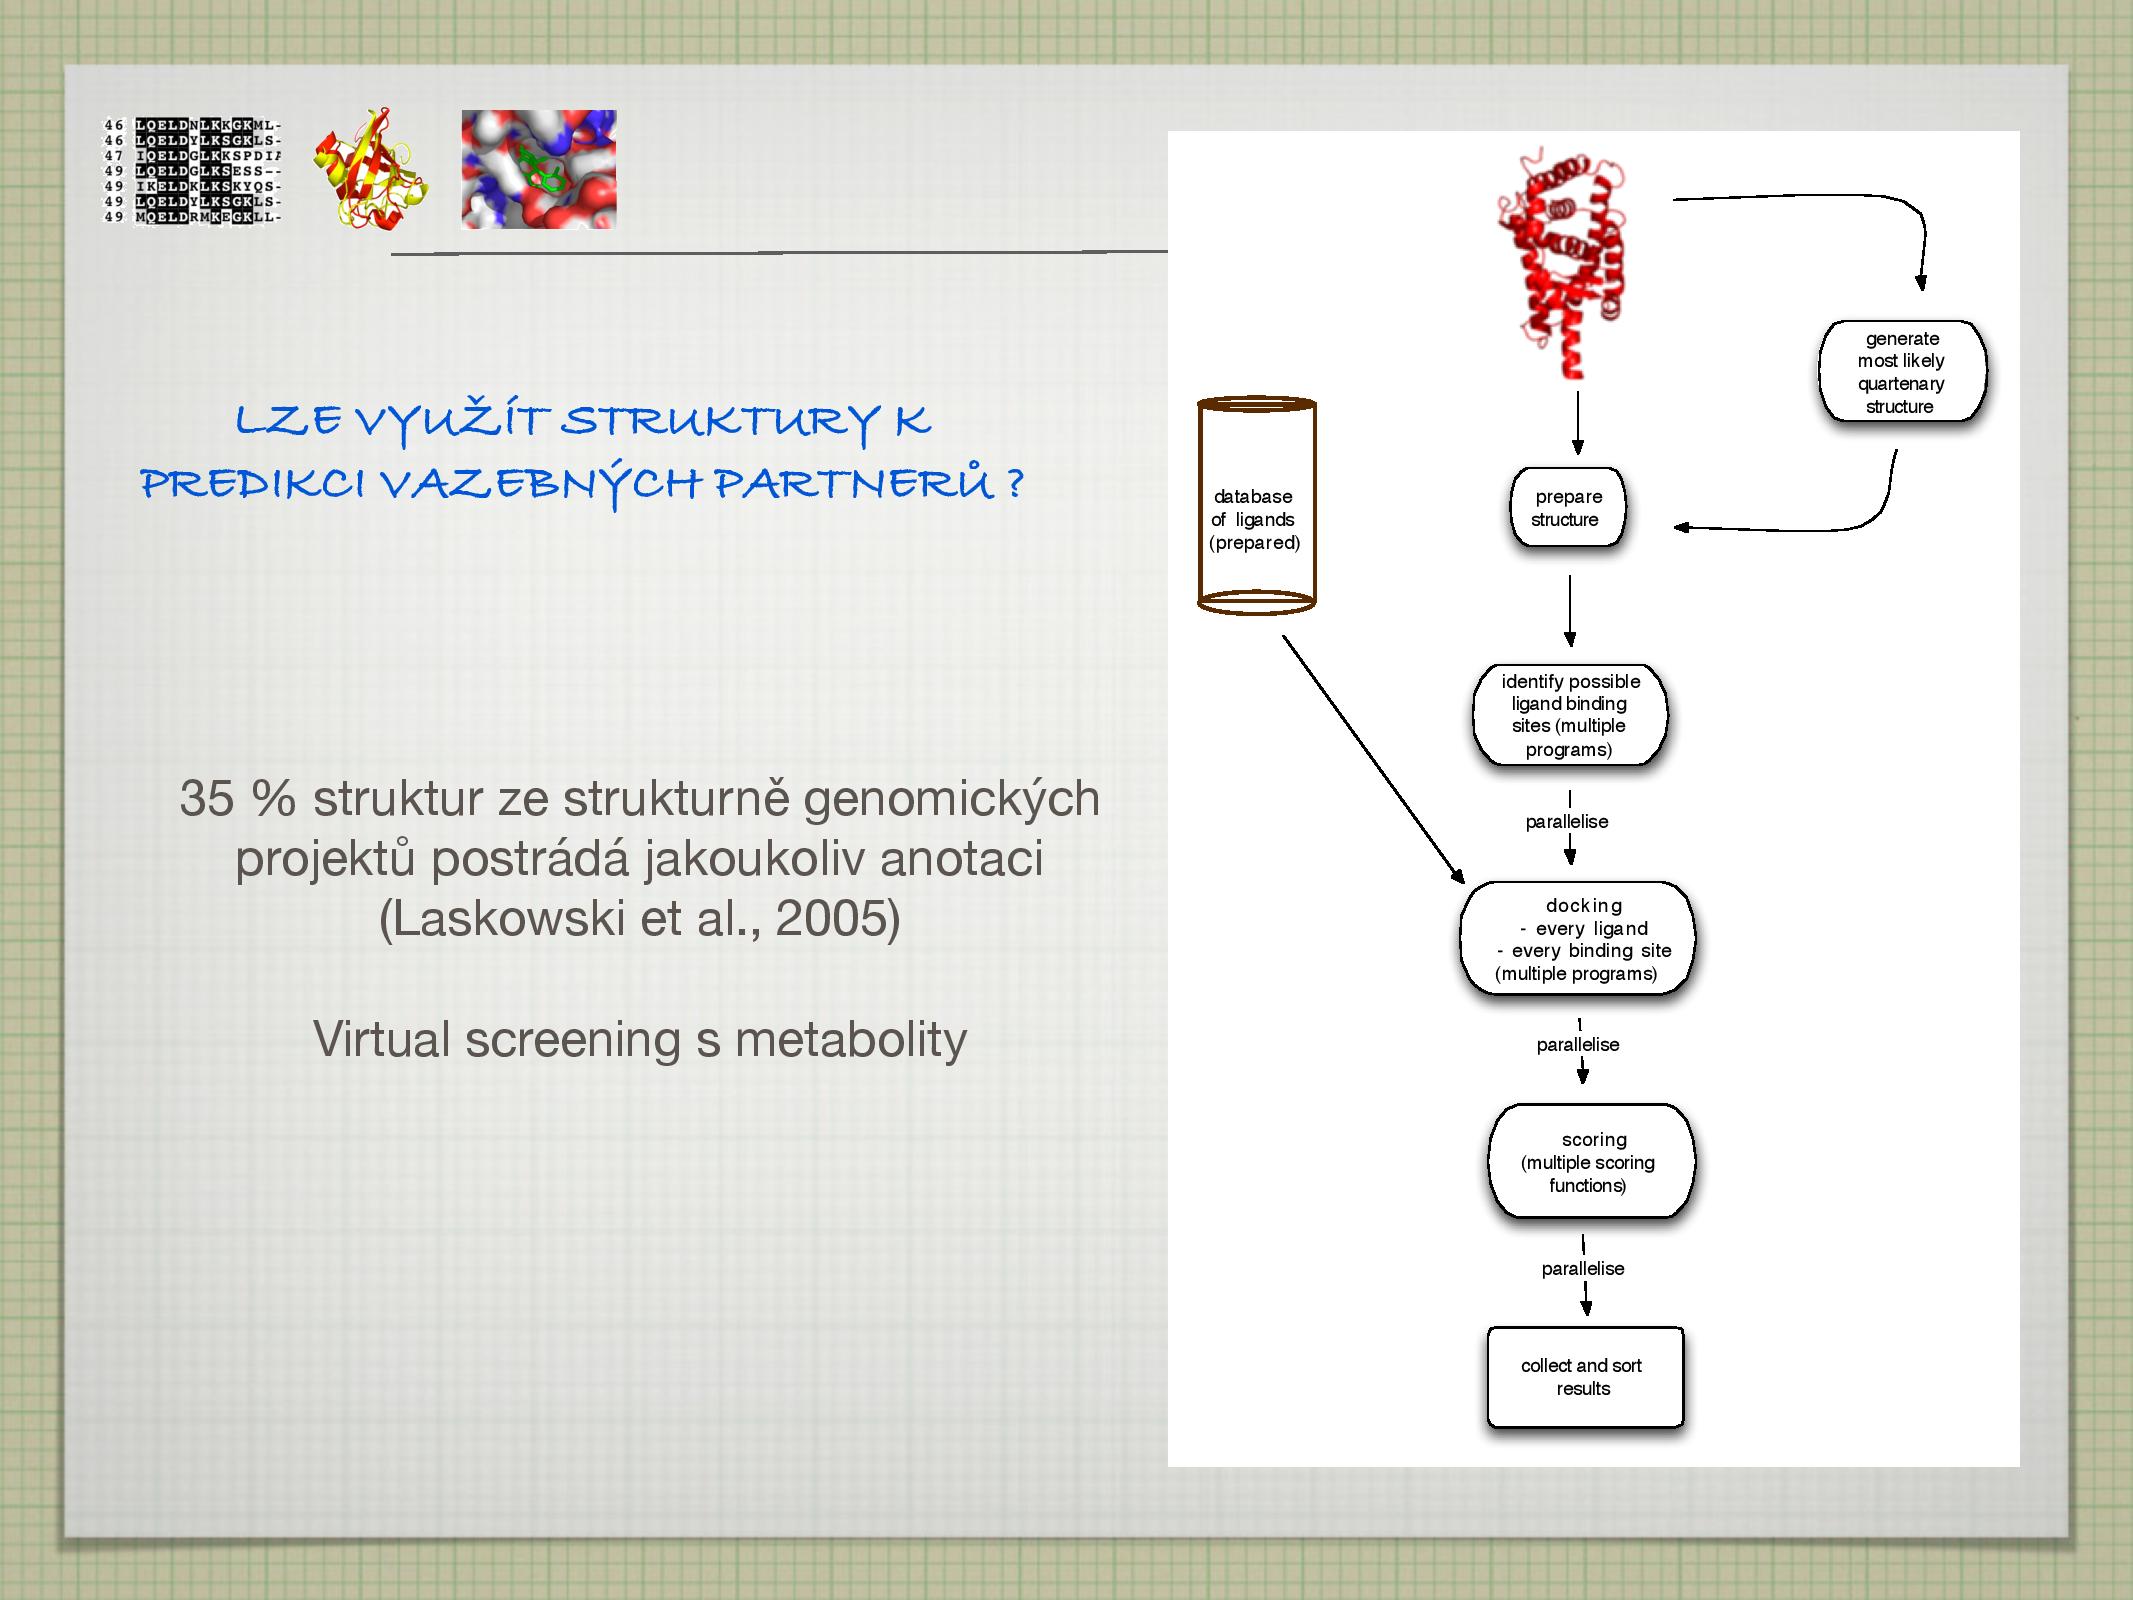 46 LQELDNLKKGKML-
46 LQELDYLKSGKLS-
47 IQELDGLKKSPDIA
49 LQELDGLKSESS--
49 IKELDKLKSKYQS-
49 LQELDYLKSGKLS-
49 MQELDRMKEGKLL-
LZE VYUŽÍT STRUKTURY K
PREDIKCI VAZEBNÝCH PARTNERŮ ?
35 % struktur ze strukturně genomických
projektů postrádá jakoukoliv anotaci
(Laskowski et al., 2005)
Virtual screening s metabolity
generate
most likely
quartenary
structure
database
of ligands
(prepared)
prepare
structure
identify possible
ligand binding
sites (multiple
programs)
parallelise
docking
- every ligand
- every binding site
(multiple programs)
parallelise
scoring
(multiple scoring
functions)
parallelise
collect and sort
results